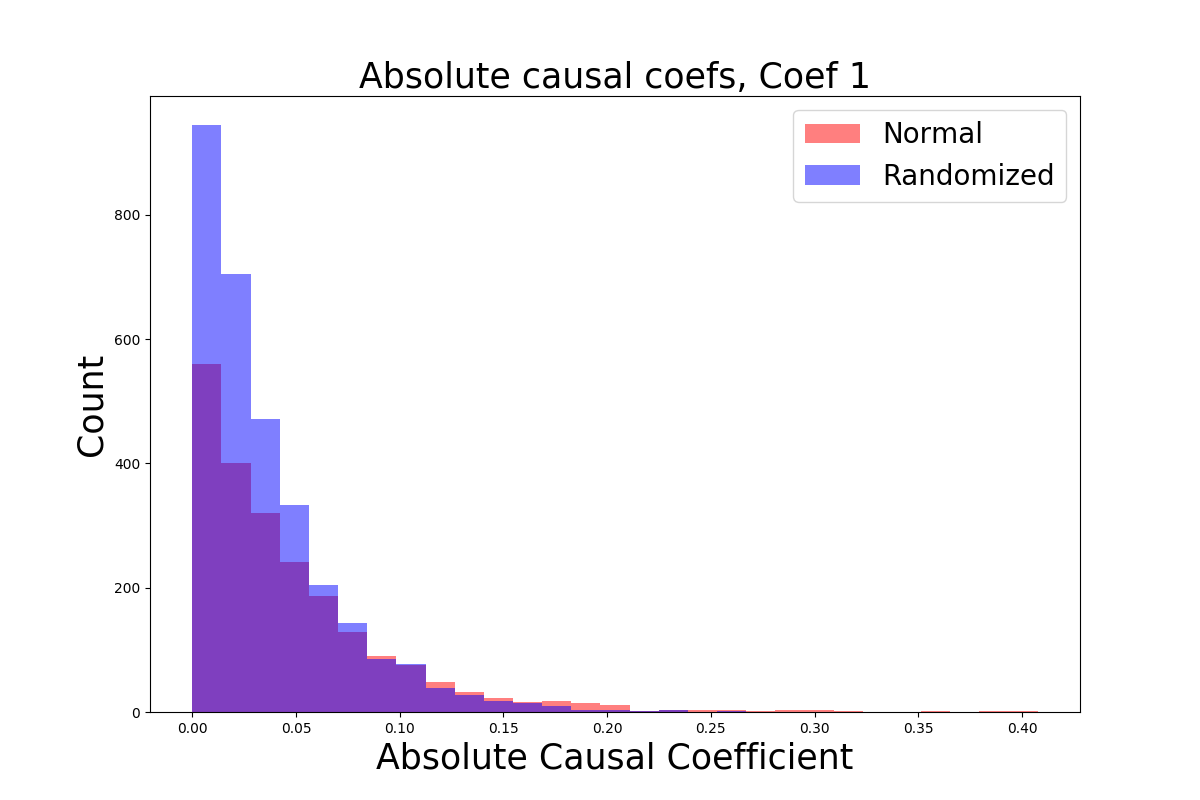 Absolute causal coefs, Coef 1
Normal
Randomized
800
600
400
200
0
Count
0.00 0.05 0.10 0.15 0.20 0.25 0.30 0.35 0.40
Absolute Causal Coefficient